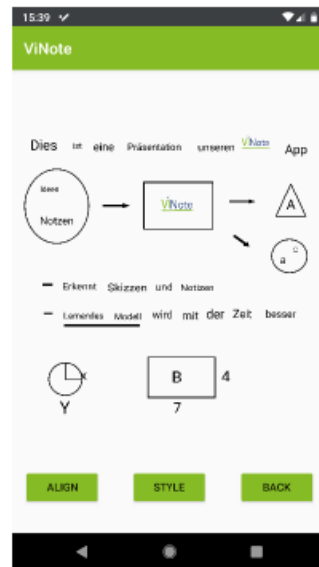 15:39
ViNote
Dies ist eine Präsentation unseren ViNote App
Ideen
Notizen
ViNote
A
a c
Erkennt Skizzen und Notizen
Lernendes Modell wird mit der Zeit besser
x
Y
B
4
7
ALIGN STYLE BACK